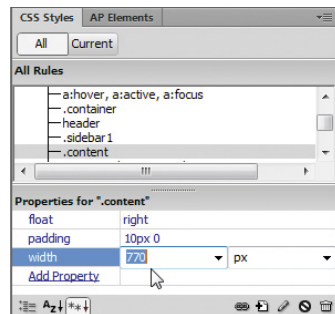 CSS Styles AP Elements
All Current
All Rules
a:hover, a:active, a:focus
.container
header
.sidebar1
.content
Properties for ".content"
float right
padding 10px 0
width 770 px
Add Property
Az↓ **↓